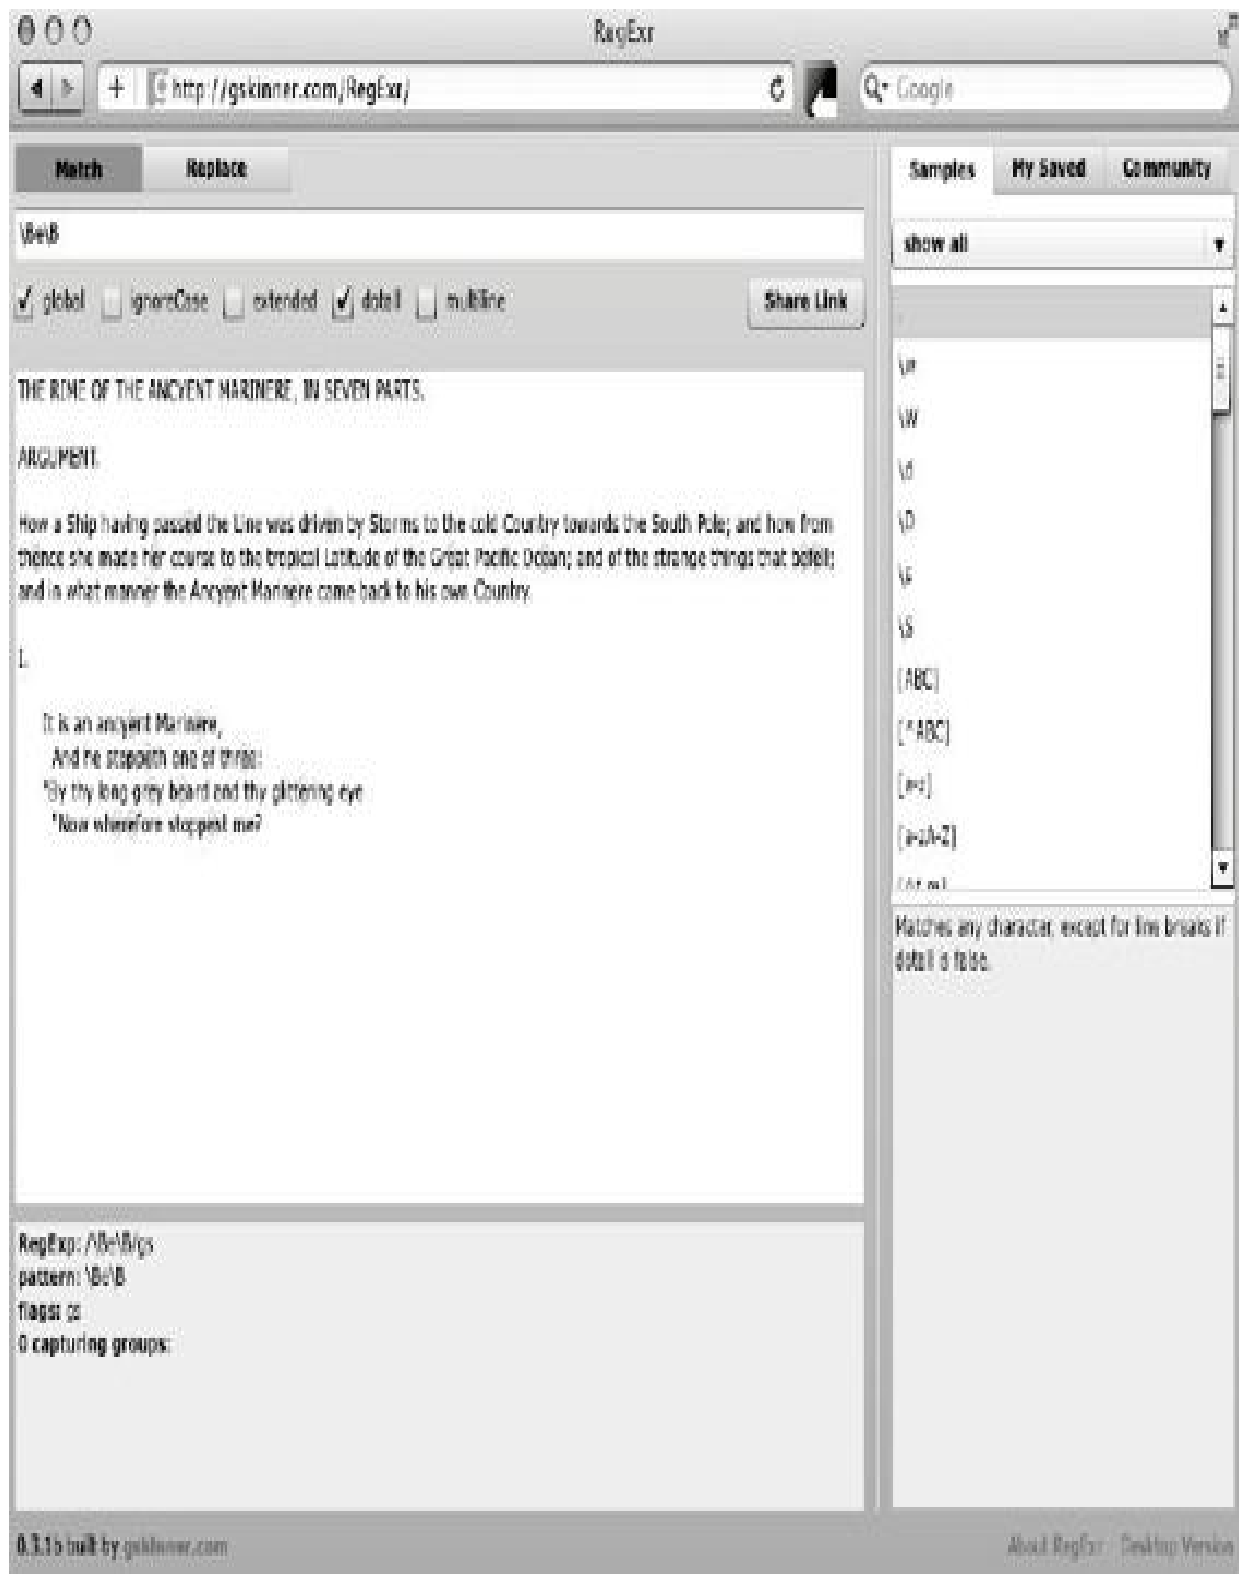 RegExr
http://gskinner.com/RegExr/
Google
Match Replace
Samples My Saved Community
\Be\B
show all
global ignoreCase extended dotall multiline
Share Link
.
\w
\W
\d
\D
\s
\S
[ABC]
[^ABC]
[a-z]
[a-zA-Z]
THE RIME OF THE ANCYENT MARINERE, IN SEVEN PARTS.
ARGUMENT.
How a Ship having passed the Line was driven by Storms to the cold Country towards the South Pole; and how from
thence she made her course to the tropical Latitude of the Great Pacific Ocean; and of the strange things that befell;
and in what manner the Ancyent Marinere came back to his own Country.
I.
It is an ancyent Marinere,
And he stoppeth one of three:
"By thy long grey beard and thy glittering eye
"Now wherefore stoppest me?
Matches any character, except for line breaks if
dotall is false.
RegExp: /\Be\B/gs
pattern: \Be\B
flags: gs
0 capturing groups:
0.3.1b built by gskinner.com
About RegExr Desktop Version